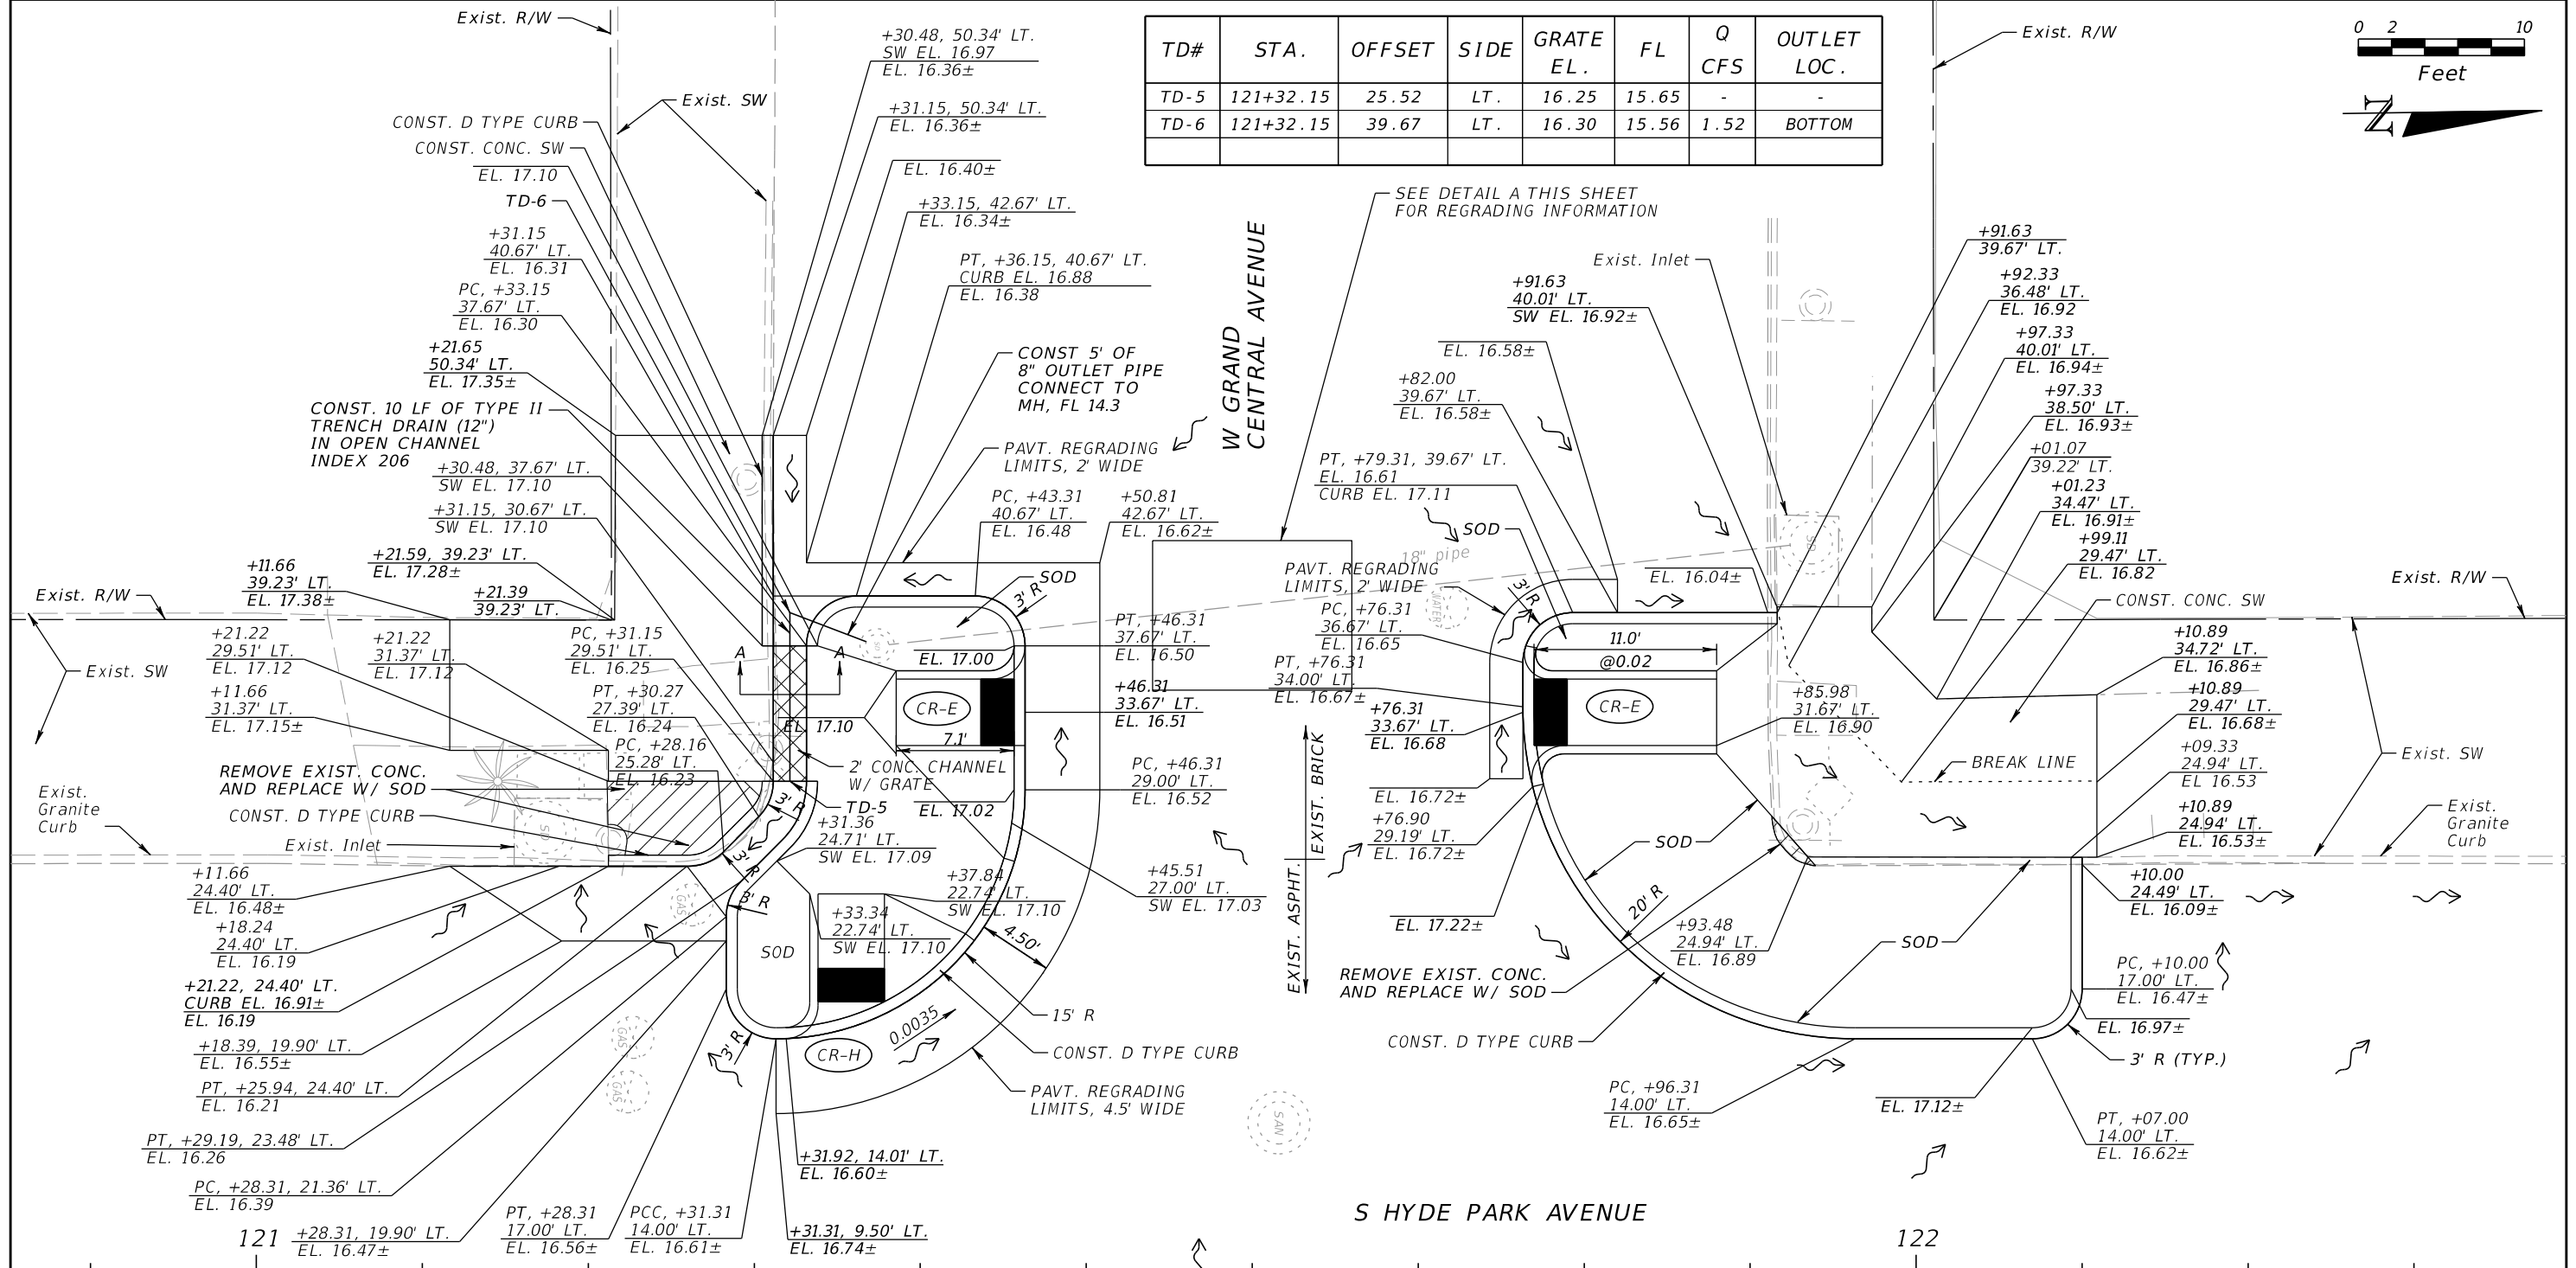 Exist. R/W
Exist. SW
CONST. D TYPE CURB
CONST. CONC. SW
EL. 17.10
TD-6
+31.15
40.67' LT.
EL. 16.31
PC, +33.15
37.67' LT.
EL. 16.30
+21.65
50.34' LT.
EL. 17.35±
CONST. 10 LF OF TYPE II
TRENCH DRAIN (12")
IN OPEN CHANNEL
INDEX 206
+30.48, 37.67' LT.
SW EL. 17.10
+31.15, 30.67' LT.
SW EL. 17.10
+21.59, 39.23' LT.
EL. 17.28±
+11.66
39.23' LT.
EL. 17.38±
+21.39
39.23' LT.
Exist. R/W
Exist. SW
+21.22
29.51' LT.
EL. 17.12
+21.22
31.37' LT.
EL. 17.12
+11.66
31.37' LT.
EL. 17.15±
PC, +31.15
29.51' LT.
EL. 16.25
PT, +30.27
27.39' LT.
EL. 16.24
PC, +28.16
25.28' LT.
EL. 16.23
REMOVE EXIST. CONC.
AND REPLACE W/ SOD
CONST. D TYPE CURB
Exist. Inlet
Exist.
Granite
Curb
+11.66
24.40' LT.
EL. 16.48±
+18.24
24.40' LT.
EL. 16.19
+21.22, 24.40' LT.
CURB EL. 16.91±
EL. 16.19
+18.39, 19.90' LT.
EL. 16.55±
PT, +25.94, 24.40' LT.
EL. 16.21
PT, +29.19, 23.48' LT.
EL. 16.26
PC, +28.31, 21.36' LT.
EL. 16.39
+28.31, 19.90' LT.
EL. 16.47±
121
PT, +28.31
17.00' LT.
EL. 16.56±
PCC, +31.31
14.00' LT.
EL. 16.61±
+31.31, 9.50' LT.
EL. 16.74±
+31.92, 14.01' LT.
EL. 16.60±
+30.48, 50.34' LT.
SW EL. 16.97
EL. 16.36±
+31.15, 50.34' LT.
EL. 16.36±
EL. 16.40±
+33.15, 42.67' LT.
EL. 16.34±
PT, +36.15, 40.67' LT.
CURB EL. 16.88
EL. 16.38
CONST 5' OF
8" OUTLET PIPE
CONNECT TO
MH, FL 14.3
PAVT. REGRADING
LIMITS, 2' WIDE
PC, +43.31
40.67' LT.
EL. 16.48
+50.81
42.67' LT.
EL. 16.62±
SOD
3' R
PT, +46.31
37.67' LT.
EL. 16.50
+46.31
33.67' LT.
EL. 16.51
PC, +46.31
29.00' LT.
EL. 16.52
A
A
EL. 17.00
CR-E
7.1'
EL. 17.10
2' CONC. CHANNEL
W/ GRATE
EL. 17.02
TD-5
+31.36
24.71' LT.
SW EL. 17.09
3' R
3' R
3' R
+37.84
22.74' LT.
SW EL. 17.10
+33.34
22.74' LT.
SW EL. 17.10
+45.51
27.00' LT.
SW EL. 17.03
SOD
4.50'
3' R
CR-H
0.0035
15' R
CONST. D TYPE CURB
PAVT. REGRADING
LIMITS, 4.5' WIDE
SD
GAS
GAS
GAS
SAN
TD# STA. OFFSET SIDE GRATE EL. FL Q CFS OUTLET LOC.
TD-5 121+32.15 25.52 LT. 16.25 15.65 - -
TD-6 121+32.15 39.67 LT. 16.30 15.56 1.52 BOTTOM
SEE DETAIL A THIS SHEET
FOR REGRADING INFORMATION
W GRAND
CENTRAL AVENUE
Exist. Inlet
+91.63
40.01' LT.
SW EL. 16.92±
EL. 16.58±
+82.00
39.67' LT.
EL. 16.58±
PT, +79.31, 39.67' LT.
EL. 16.61
CURB EL. 17.11
SOD
18" pipe
PAVT. REGRADING
LIMITS, 2' WIDE
WATER
3' R
EL. 16.04±
SD
PC, +76.31
36.67' LT.
EL. 16.65
PT, +76.31
34.00' LT.
EL. 16.67±
+76.31
33.67' LT.
EL. 16.68
11.0'
@0.02
CR-E
+85.98
31.67' LT.
EL. 16.90
EL. 16.72±
+76.90
29.19' LT.
EL. 16.72±
EL. 17.22±
EXIST. BRICK
EXIST. ASPHT.
SOD
20' R
REMOVE EXIST. CONC.
AND REPLACE W/ SOD
CONST. D TYPE CURB
+93.48
24.94' LT.
EL. 16.89
SOD
PC, +96.31
14.00' LT.
EL. 16.65±
EL. 17.12±
PT, +07.00
14.00' LT.
EL. 16.62±
S HYDE PARK AVENUE
122
0 2 10
Feet
N
Exist. R/W
+91.63
39.67' LT.
+92.33
36.48' LT.
EL. 16.92
+97.33
40.01' LT.
EL. 16.94±
+97.33
38.50' LT.
EL. 16.93±
+01.07
39.22' LT.
+01.23
34.47' LT.
EL. 16.91±
+99.11
29.47' LT.
EL. 16.82
CONST. CONC. SW
Exist. R/W
+10.89
34.72' LT.
EL. 16.86±
+10.89
29.47' LT.
EL. 16.68±
+09.33
24.94' LT
EL. 16.53
BREAK LINE
Exist. SW
+10.89
24.94' LT.
EL. 16.53±
Exist.
Granite
Curb
+10.00
24.49' LT.
EL. 16.09±
PC, +10.00
17.00' LT.
EL. 16.47±
EL. 16.97±
3' R (TYP.)